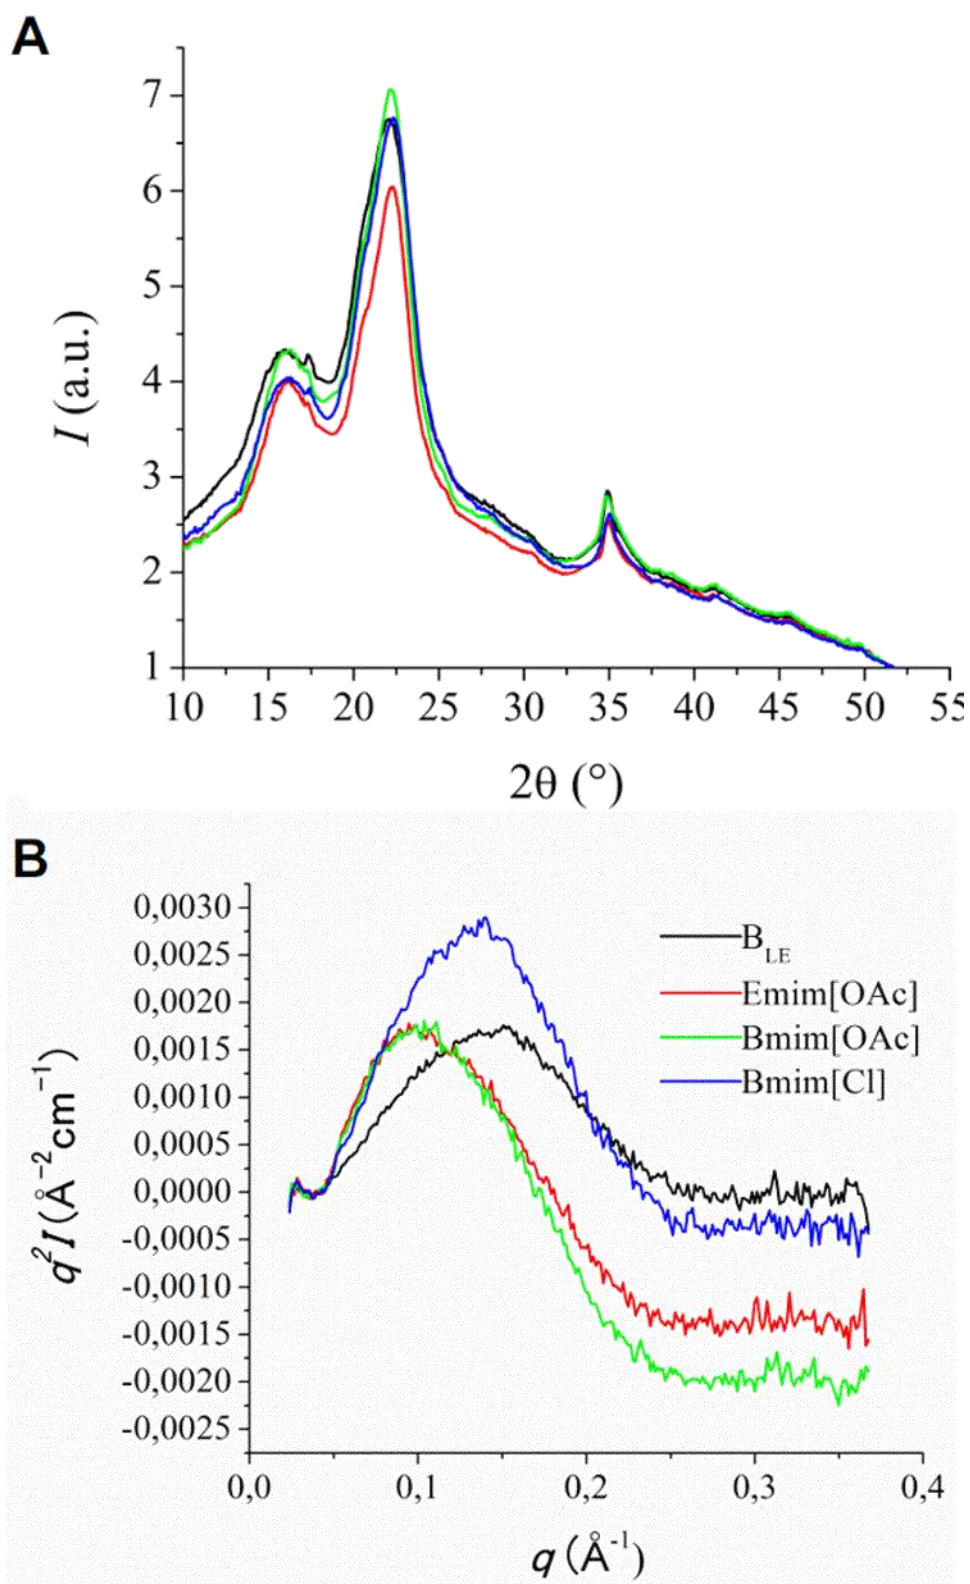 A
7
6
5
4
3
2
1
I (a.u.)
10 15 20 25 30 35 40 45 50 55
2θ (°)
B
0,0030
0,0025
0,0020
0,0015
0,0010
0,0005
0,0000
-0,0005
-0,0010
-0,0015
-0,0020
-0,0025
q²I (Å⁻²cm⁻¹)
B_LE
Emim[OAc]
Bmim[OAc]
Bmim[Cl]
0,0 0,1 0,2 0,3 0,4
q (Å⁻¹)